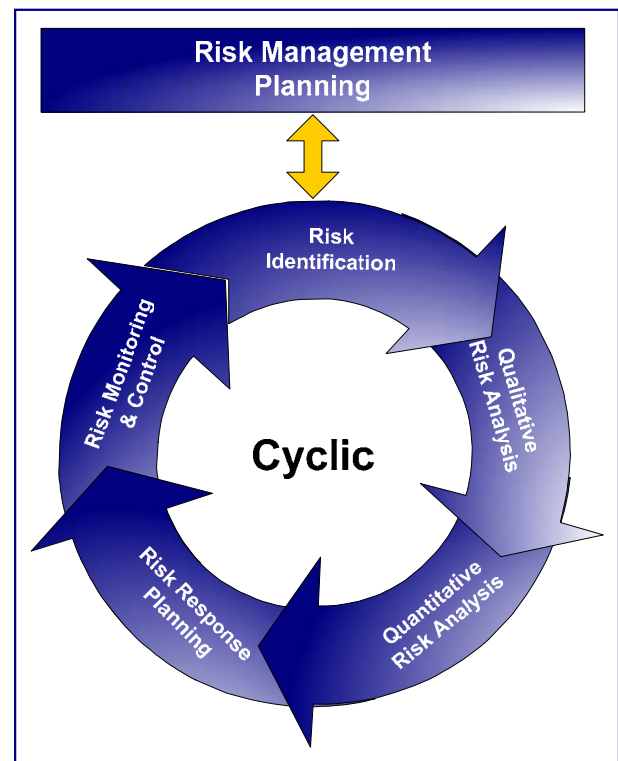 Risk Management
Planning
Risk
Identification
Qualitative
Risk Analysis
Quantitative
Risk Analysis
Risk Response
Planning
Risk Monitoring
& Control
Cyclic